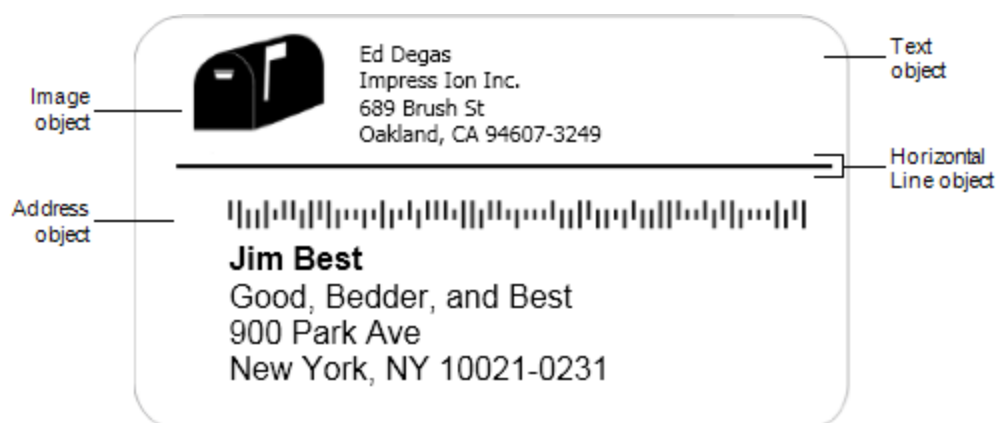 Ed Degas
Impress Ion Inc.
689 Brush St
Oakland, CA 94607-3249
Text
object
Image
object
Horizontal
Line object
Address
object
Jim Best
Good, Bedder, and Best
900 Park Ave
New York, NY 10021-0231